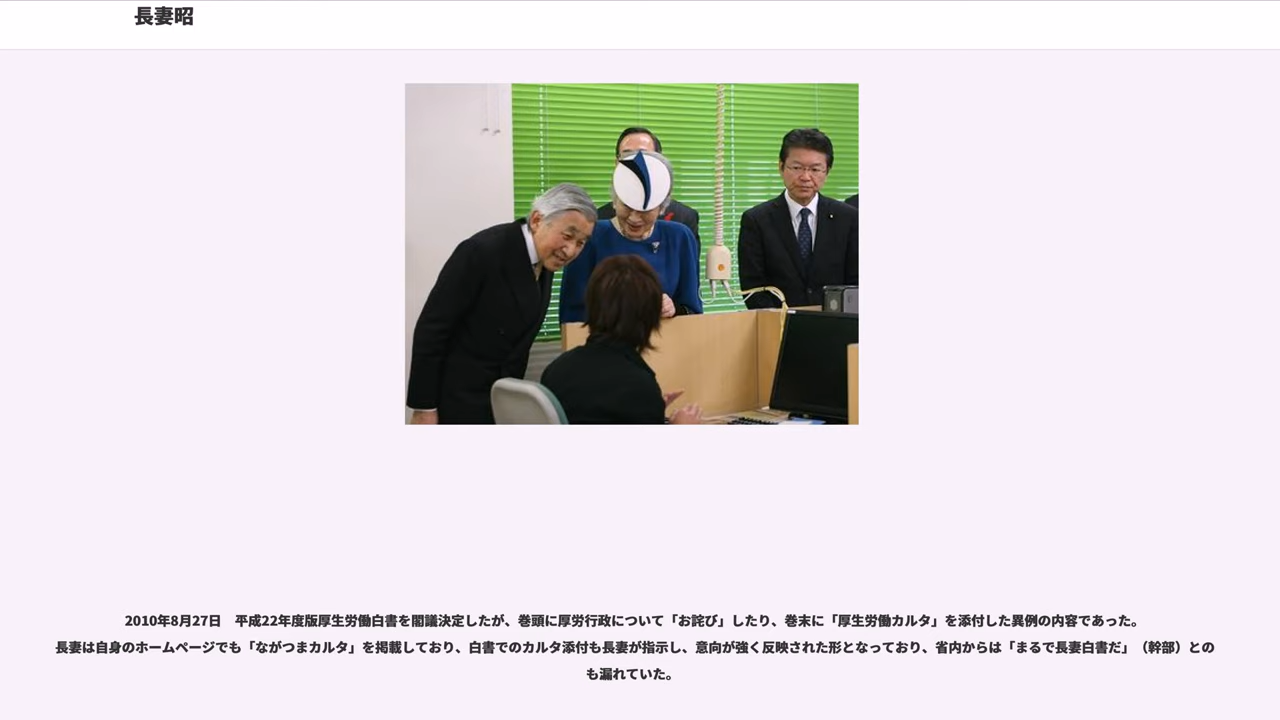 長妻昭
2010年8月27日　平成22年度版厚生労働白書を閣議決定したが、巻頭に厚労行政について「お詫び」したり、巻末に「厚生労働カルタ」を添付した異例の内容であった。
長妻は自身のホームページでも「ながつまカルタ」を掲載しており、白書でのカルタ添付も長妻が指示し、意向が強く反映された形となっており、省内からは「まるで長妻白書だ」（幹部）との
も漏れていた。